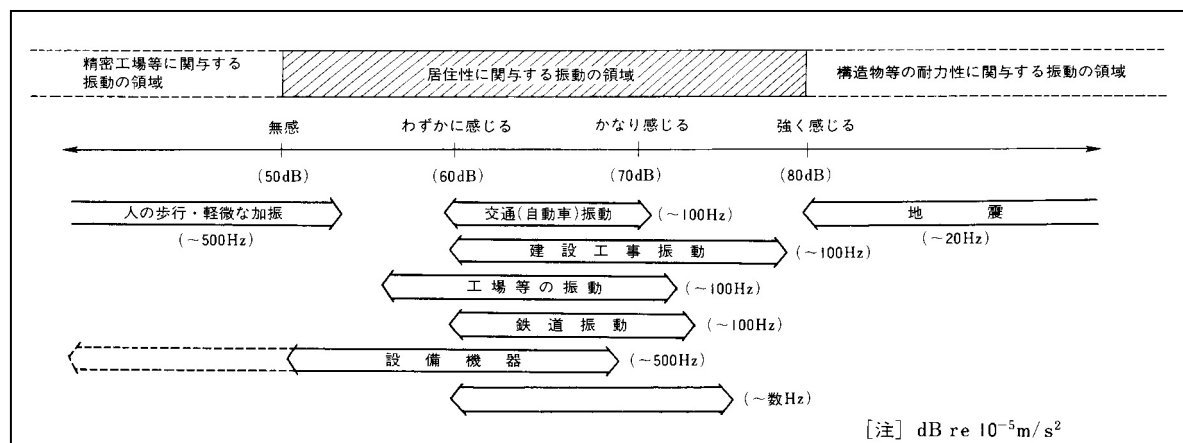 精密工場等に関与する
振動の領域
居住性に関与する振動の領域
構造物等の耐力性に関与する振動の領域
無感
わずかに感じる
かなり感じる
強く感じる
(50dB)
(60dB)
(70dB)
(80dB)
人の歩行・軽微な加振
(~500Hz)
交通(自動車)振動
(~100Hz)
地震
(~20Hz)
建設工事振動
(~100Hz)
工場等の振動
(~100Hz)
鉄道振動
(~100Hz)
設備機器
(~500Hz)
(~数Hz)
[注] dB re 10⁻⁵m/s²